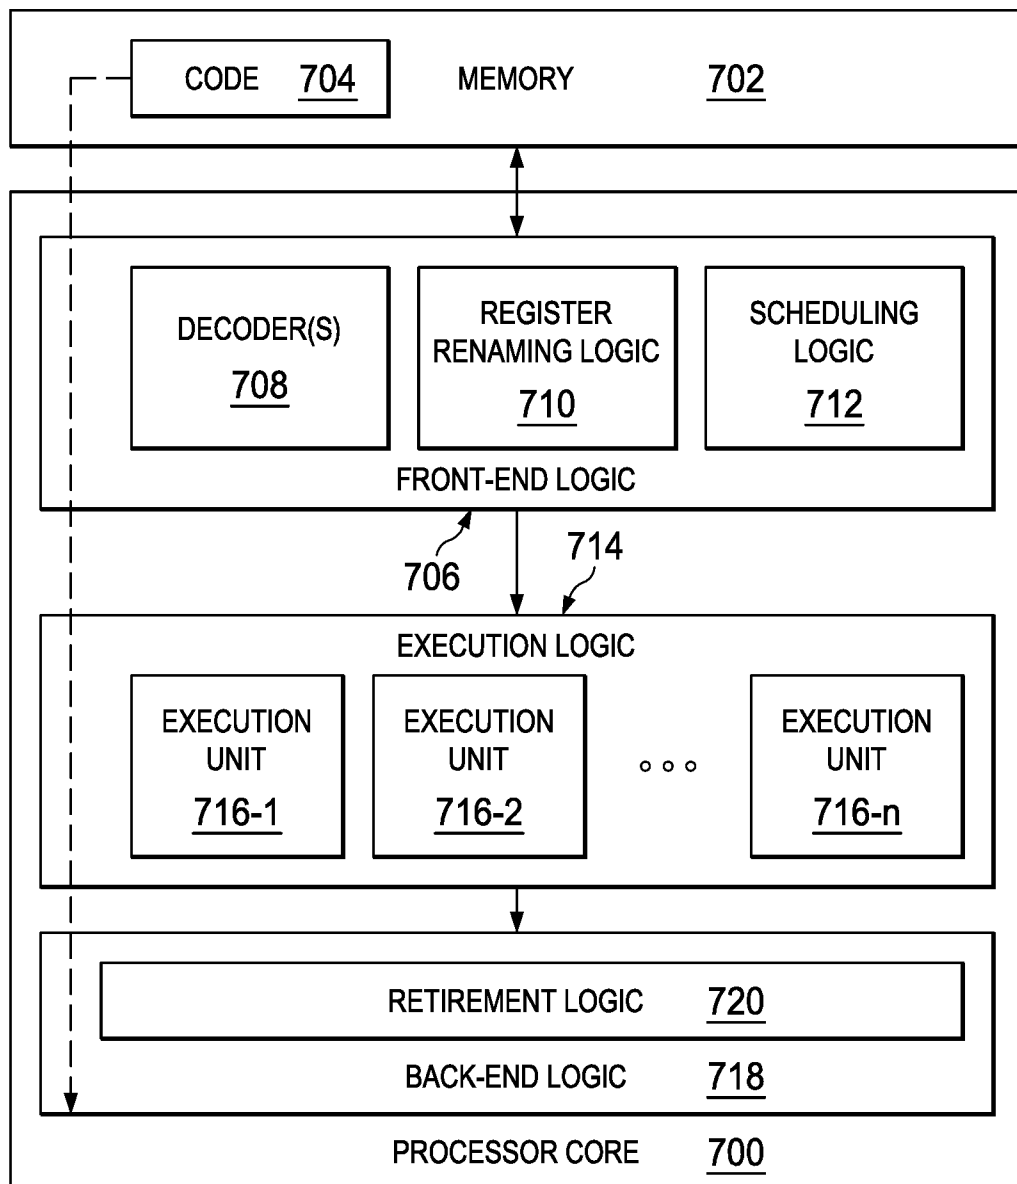 CODE 704 MEMORY 702
DECODER(S)
708
REGISTER
RENAMING LOGIC
710
SCHEDULING
LOGIC
712
FRONT-END LOGIC
706
714
EXECUTION LOGIC
EXECUTION
UNIT
716-1
EXECUTION
UNIT
716-2
EXECUTION
UNIT
716-n
RETIREMENT LOGIC 720
BACK-END LOGIC 718
PROCESSOR CORE 700